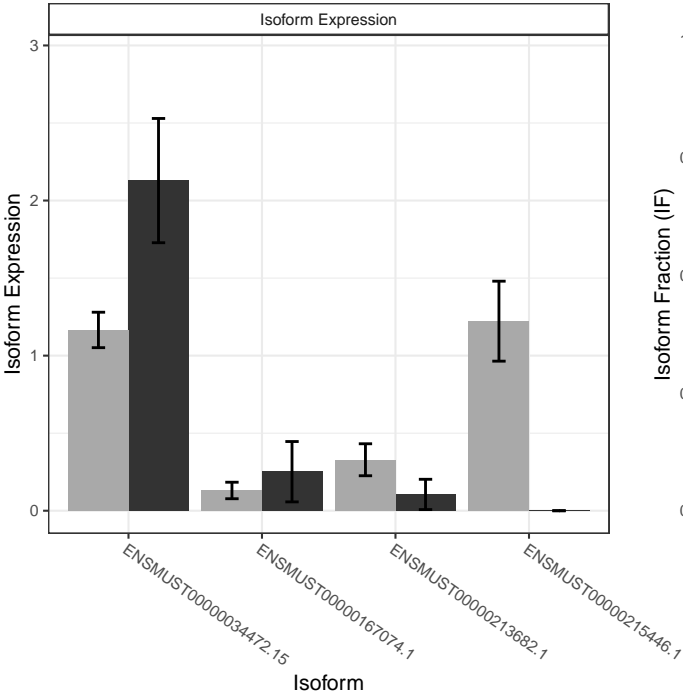 Isoform Expression
3
2
1
0
Isoform Expression
ENSMUST00000034472.15
ENSMUST00000167074.1
ENSMUST00000213682.1
ENSMUST00000215446.1
Isoform
Isoform Fraction (IF)